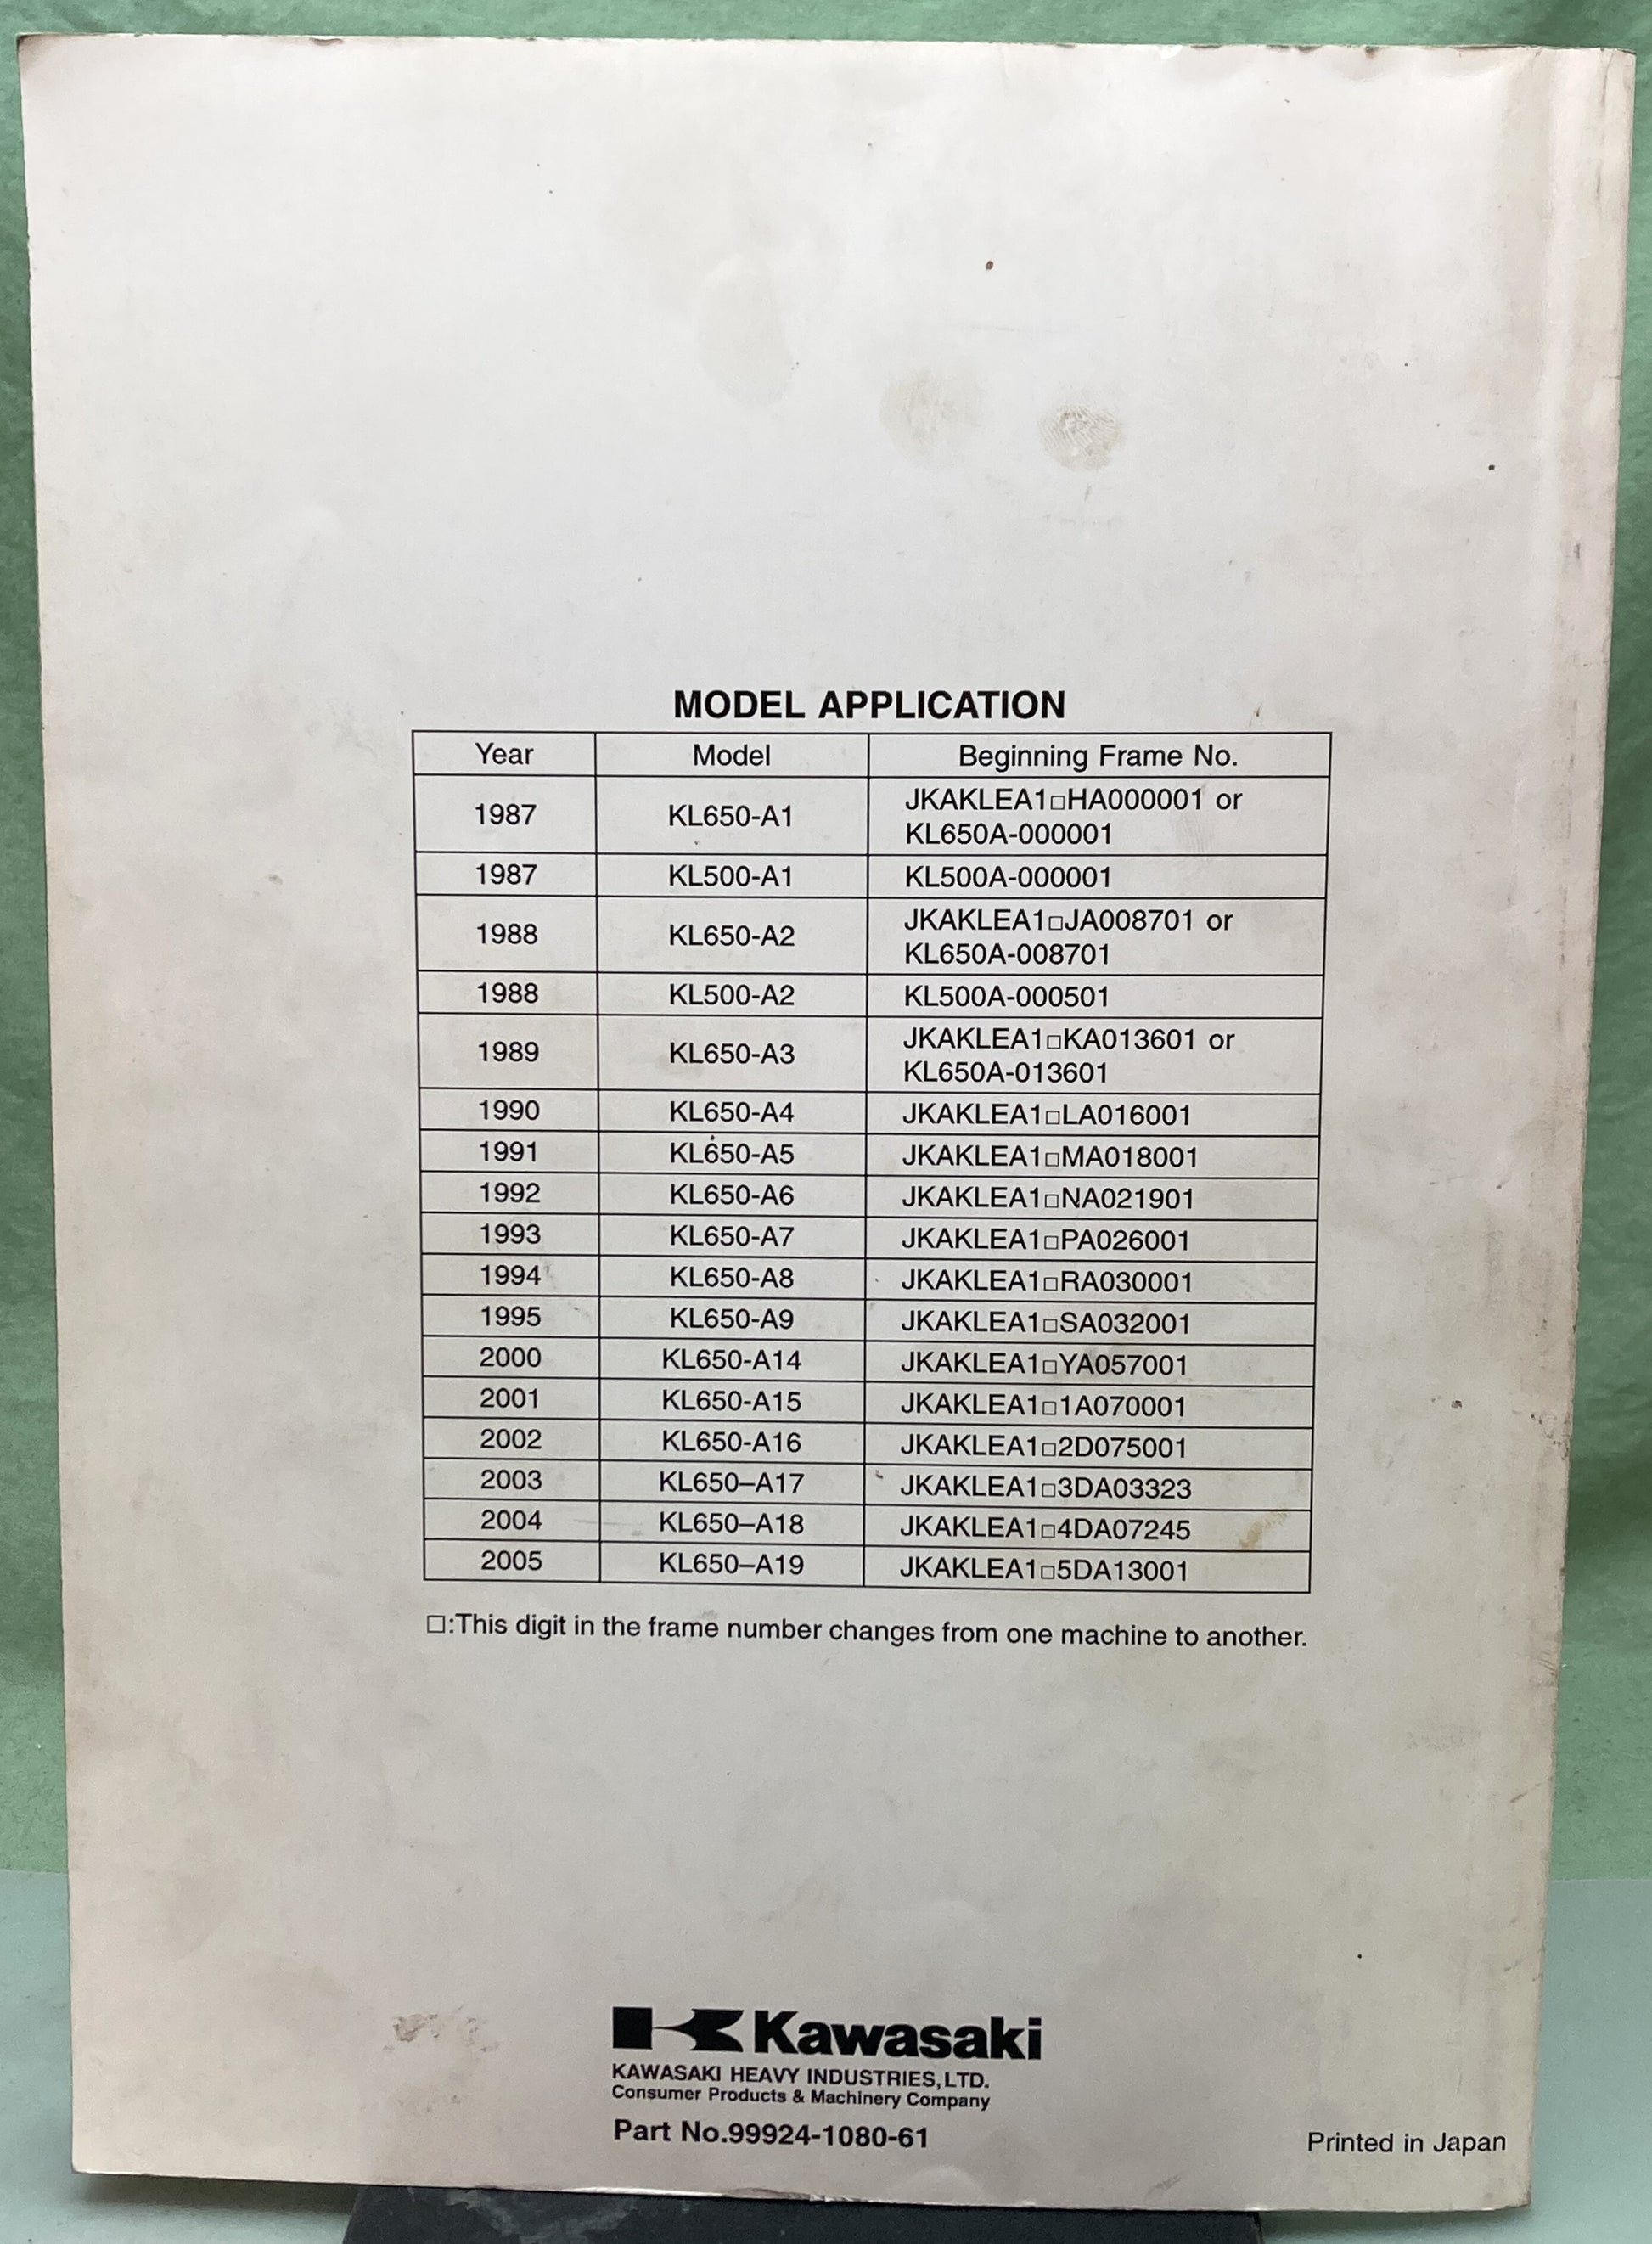 MODEL APPLICATION
Year Model Beginning Frame No.
1987 KL650-A1 JKAKLEA1□HA000001 or
KL650A-000001
1987 KL500-A1 KL500A-000001
1988 KL650-A2 JKAKLEA1□JA008701 or
KL650A-008701
1988 KL500-A2 KL500A-000501
1989 KL650-A3 JKAKLEA1□KA013601 or
KL650A-013601
1990 KL650-A4 JKAKLEA1□LA016001
1991 KL650-A5 JKAKLEA1□MA018001
1992 KL650-A6 JKAKLEA1□NA021901
1993 KL650-A7 JKAKLEA1□PA026001
1994 KL650-A8 JKAKLEA1□RA030001
1995 KL650-A9 JKAKLEA1□SA032001
2000 KL650-A14 JKAKLEA1□YA057001
2001 KL650-A15 JKAKLEA1□1A070001
2002 KL650-A16 JKAKLEA1□2D075001
2003 KL650–A17 JKAKLEA1□3DA03323
2004 KL650–A18 JKAKLEA1□4DA07245
2005 KL650–A19 JKAKLEA1□5DA13001
□:This digit in the frame number changes from one machine to another.
Kawasaki
KAWASAKI HEAVY INDUSTRIES, LTD.
Consumer Products & Machinery Company
Part No.99924-1080-61
Printed in Japan